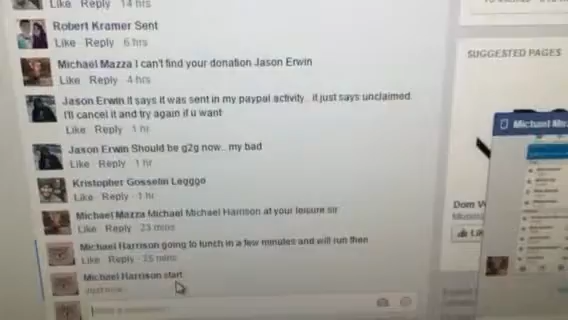 Like Reply 14 hrs
Robert Kramer Sent
Like · Reply · 6 hrs
Michael Mazza I can't find your donation Jason Erwin
Like · Reply · 4 hrs
Jason Erwin It says it was sent in my paypal activity.. it just says unclaimed.
I'll cancel it and try again if u want
Like · Reply · 1 hr
Jason Erwin Should be g2g now.. my bad
Like · Reply · 1 hr
Kristopher Gosselin Legggo
Like · Reply · 1 hr
Michael Mazza Michael Michael Harrison at your leisure sir
Like · Reply · 23 mins
Michael Harrison going to lunch in a few minutes and will run then
Like · Reply · 25 mins
Michael Harrison start
Just now
SUGGESTED PAGES
Michael
Dom